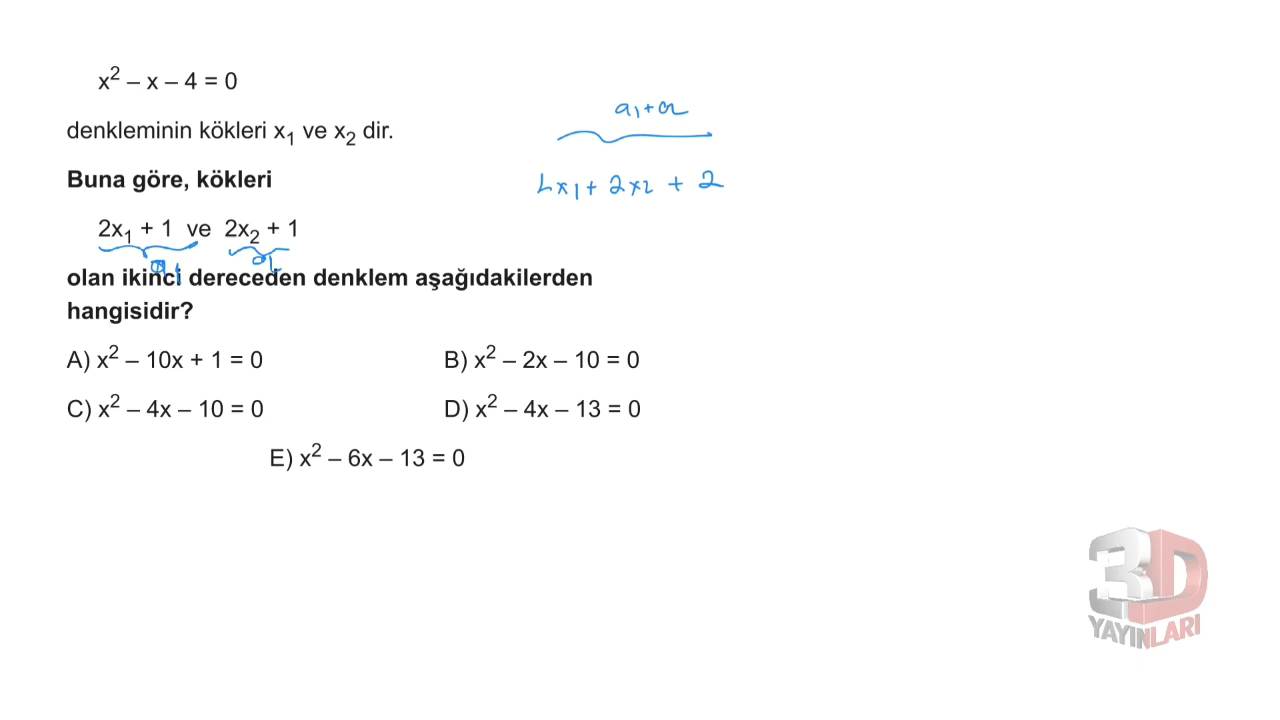 x² – x – 4 = 0
denkleminin kökleri x₁ ve x₂ dir.
Buna göre, kökleri
2x₁ + 1 ve 2x₂ + 1
olan ikinci dereceden denklem aşağıdakilerden
hangisidir?
A) x² – 10x + 1 = 0
B) x² – 2x – 10 = 0
C) x² – 4x – 10 = 0
D) x² – 4x – 13 = 0
E) x² – 6x – 13 = 0
2x₁ + 2x₂ + 2
3D
YAYINLARI